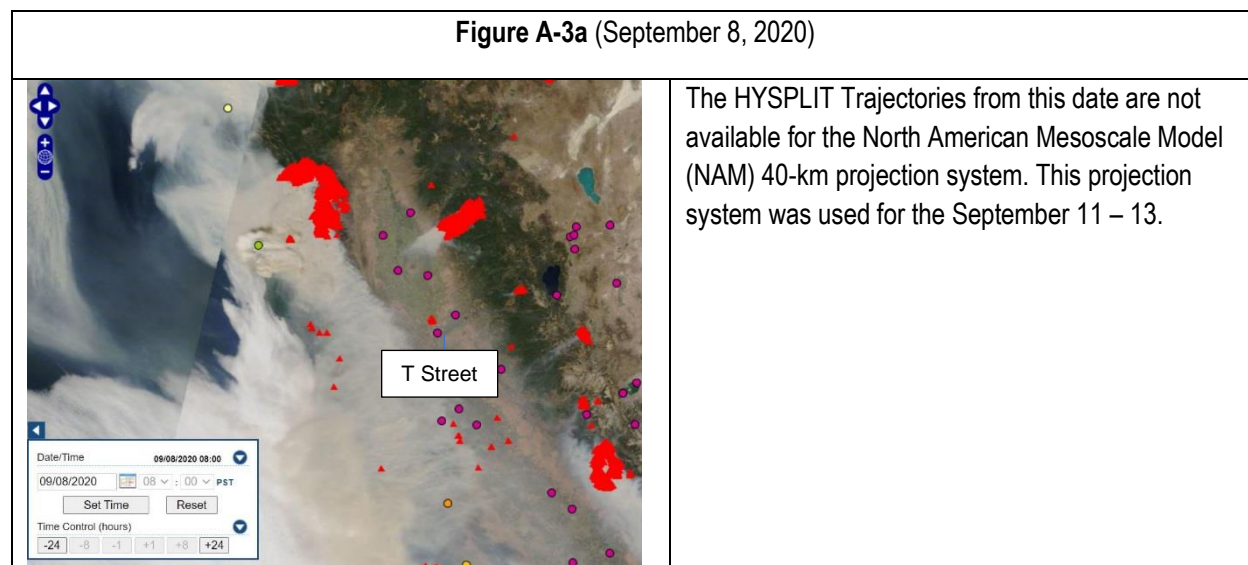 Figure A-3a (September 8, 2020)
The HYSPLIT Trajectories from this date are not
available for the North American Mesoscale Model
(NAM) 40-km projection system. This projection
system was used for the September 11 – 13.
T Street
Date/Time 09/08/2020 08:00
09/08/2020 08 : 00 PST
Set Time Reset
Time Control (hours)
-24 -8 -1 +1 +8 +24